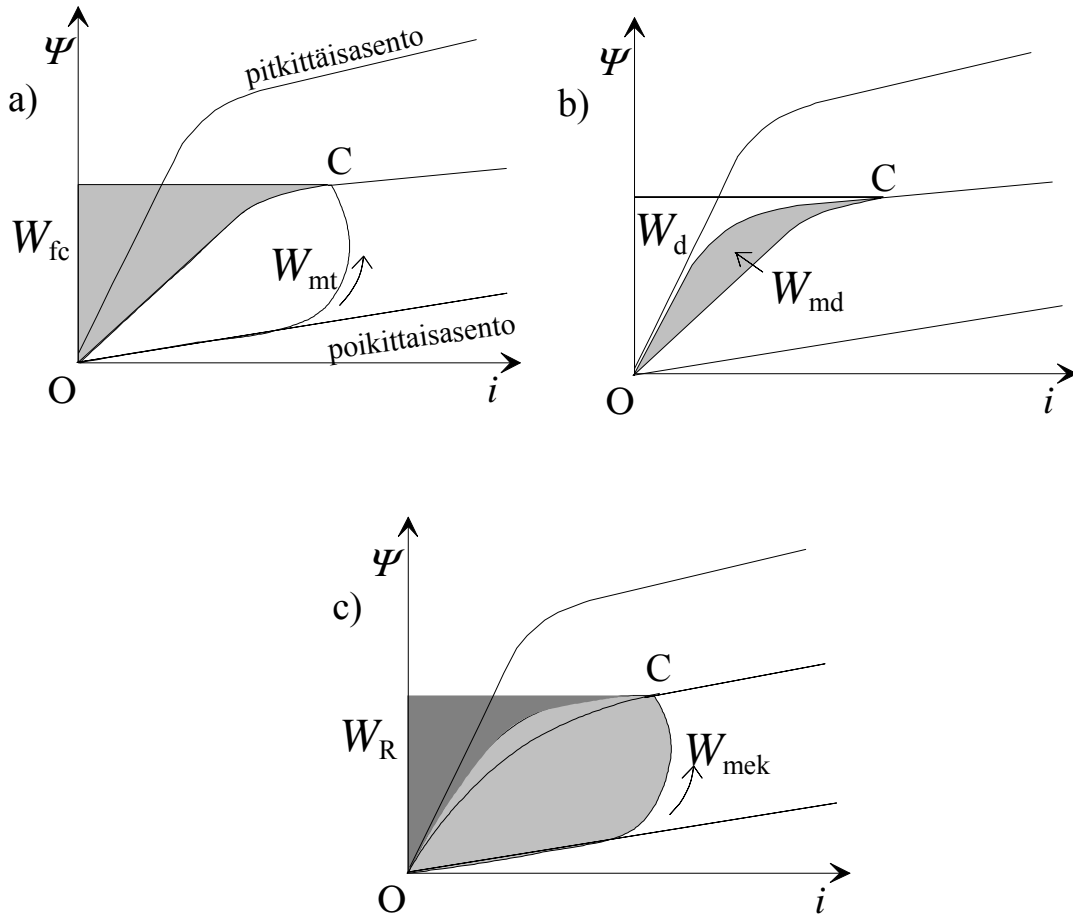 a)
Ψ
pitkittäisasento
C
W_fc
W_mt
poikittaisasento
O
i
b)
Ψ
C
W_d
W_md
O
i
c)
Ψ
C
W_R
W_mek
O
i